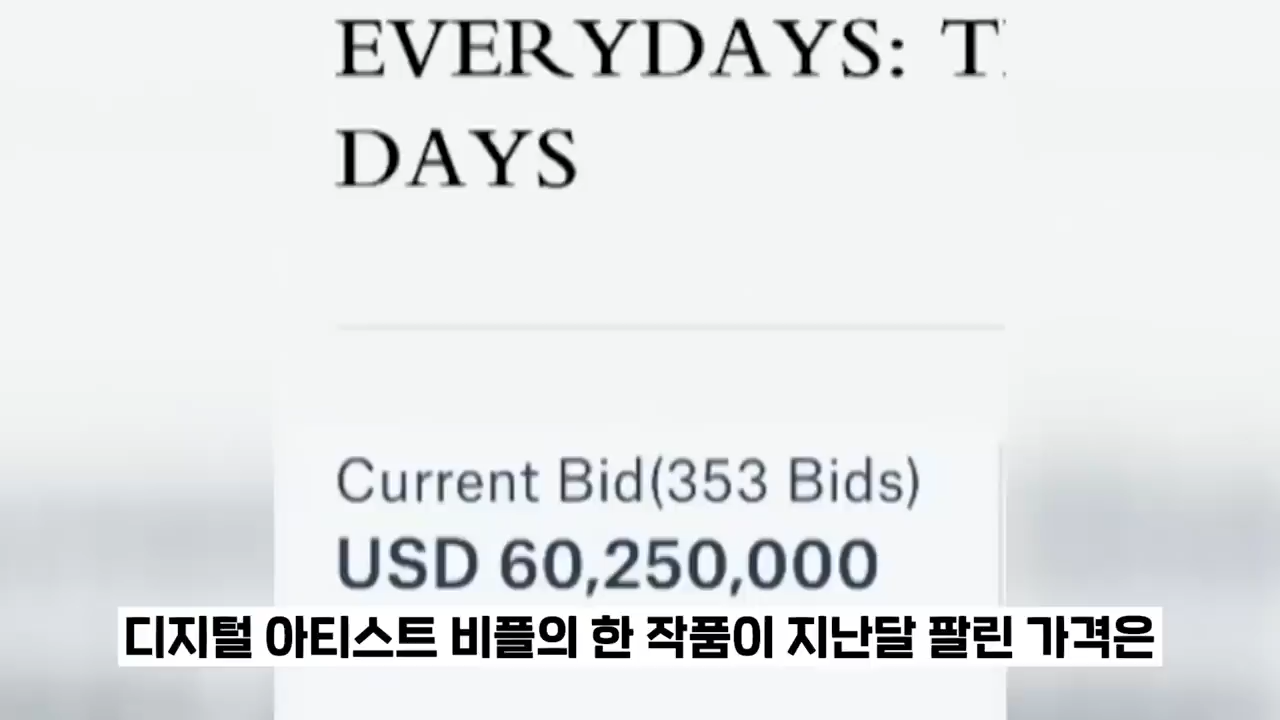 EVERYDAYS: T
DAYS
Current Bid(353 Bids)
USD 60,250,000
디지털 아티스트 비플의 한 작품이 지난달 팔린 가격은